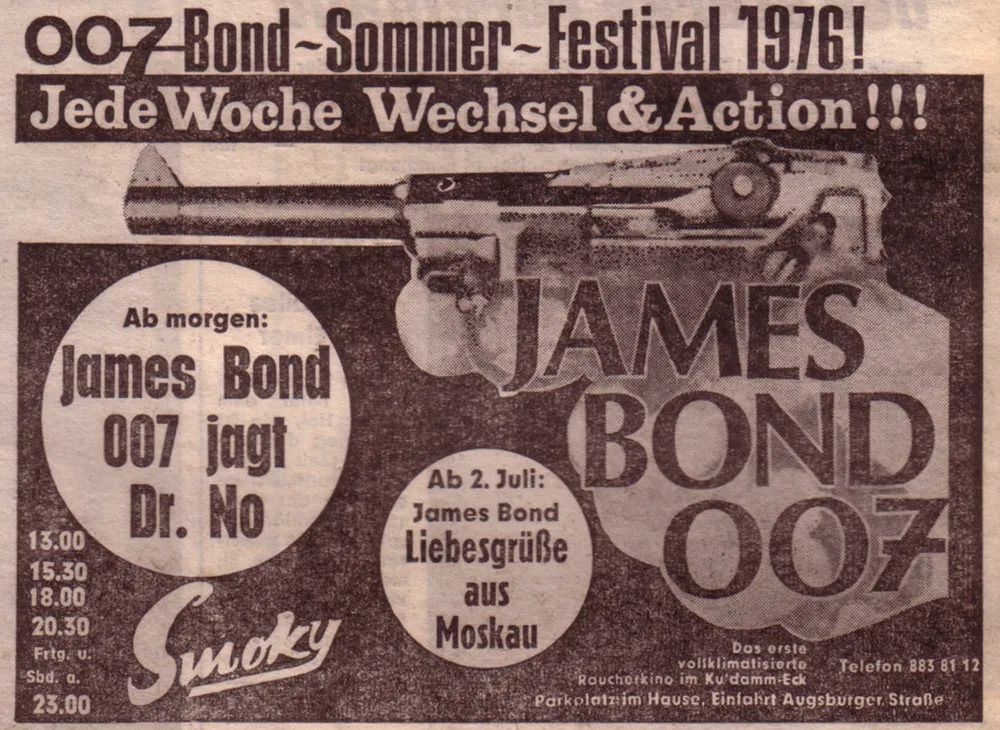 007-Bond~Sommer~Festival 1976!
Jede Woche Wechsel & Action!!!
Ab morgen:
James Bond
007 jagt
Dr. No
JAMES
BOND
007
Ab 2. Juli:
James Bond
Liebesgrüße
aus
Moskau
13.00
15.30
18.00
20.30
Frtg. u.
Sbd. a.
23.00
Smoky
Das erste
vollklimatisierte
Raucherkino im Ku'damm-Eck
Telefon 883 81 12
Parkplatz im Hause, Einfahrt Augsburger Straße